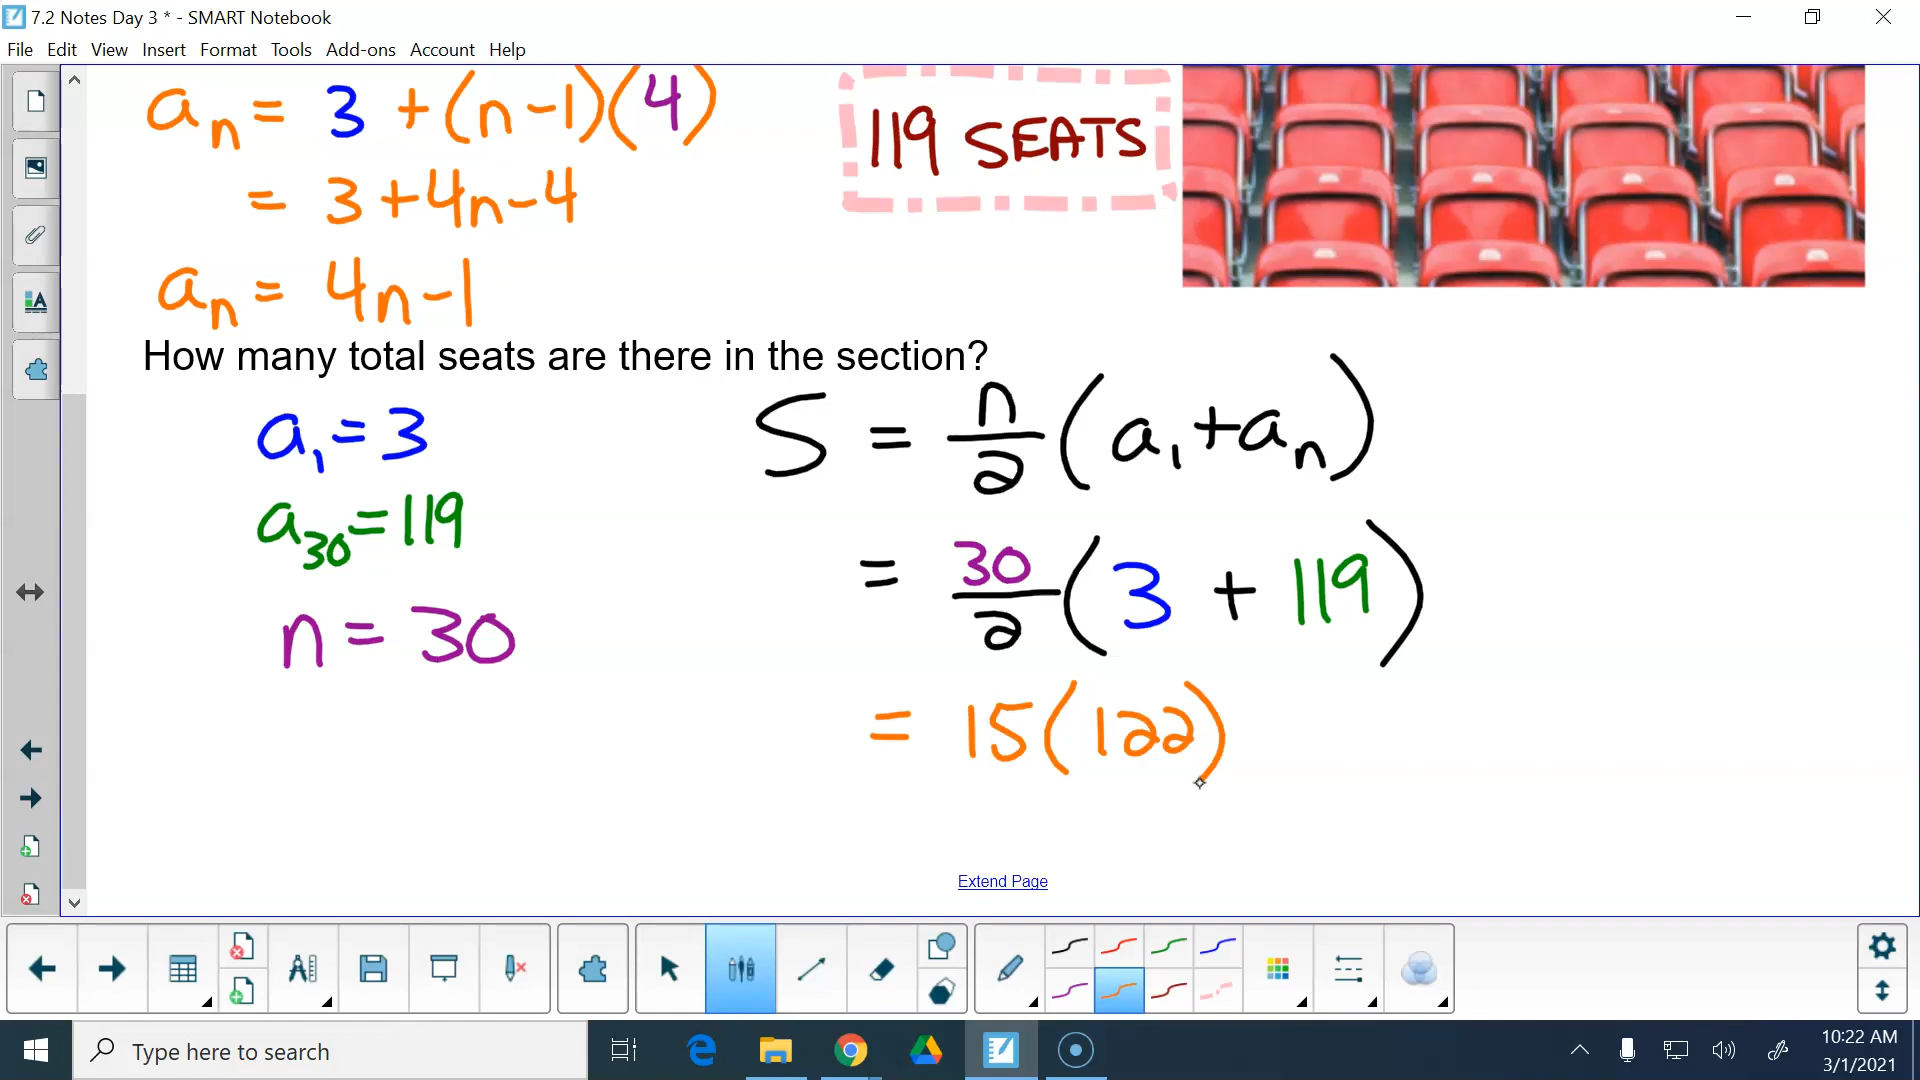 7.2 Notes Day 3 * - SMART Notebook
File Edit View Insert Format Tools Add-ons Account Help
aₙ = 3 + (n-1)(4)
119 SEATS
= 3 + 4n - 4
aₙ = 4n - 1
How many total seats are there in the section?
a₁ = 3
S = n/2 (a₁ + aₙ)
a₃₀ = 119
= 30/2 (3 + 119)
n = 30
= 15(122)
Extend Page
Type here to search
10:22 AM
3/1/2021